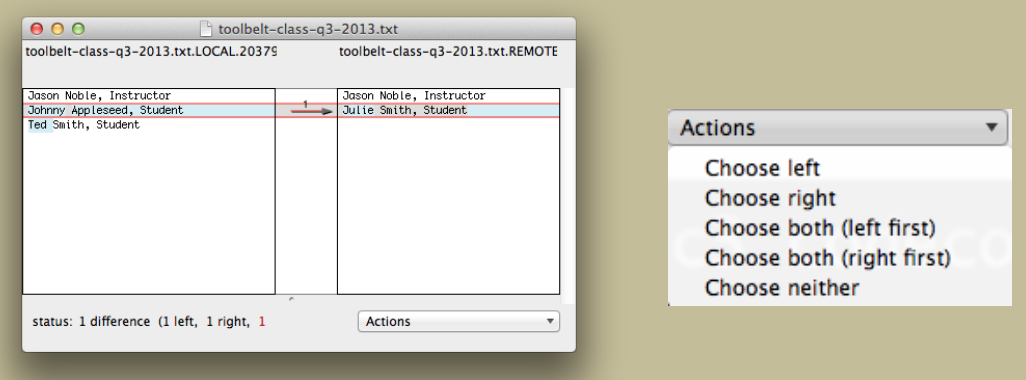 toolbelt-class-q3-2013.txt
toolbelt-class-q3-2013.txt.LOCAL.20379
toolbelt-class-q3-2013.txt.REMOTE
Jason Noble, Instructor
Johnny Appleseed, Student
Ted Smith, Student
1
Jason Noble, Instructor
Julie Smith, Student
status: 1 difference (1 left, 1 right, 1
Actions
Actions
Choose left
Choose right
Choose both (left first)
Choose both (right first)
Choose neither